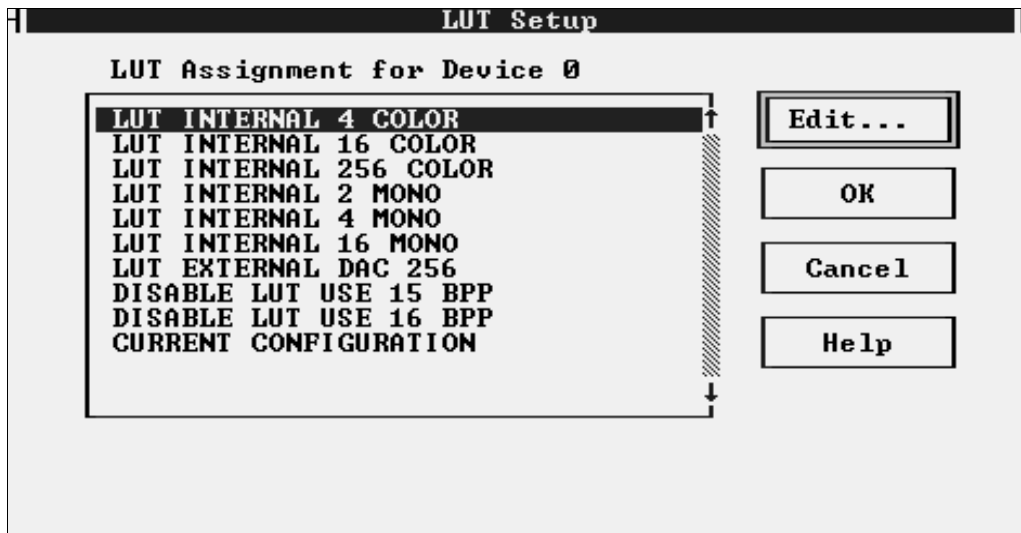 LUT Setup
LUT Assignment for Device 0
LUT INTERNAL 4 COLOR
LUT INTERNAL 16 COLOR
LUT INTERNAL 256 COLOR
LUT INTERNAL 2 MONO
LUT INTERNAL 4 MONO
LUT INTERNAL 16 MONO
LUT EXTERNAL DAC 256
DISABLE LUT USE 15 BPP
DISABLE LUT USE 16 BPP
CURRENT CONFIGURATION
Edit...
OK
Cancel
Help